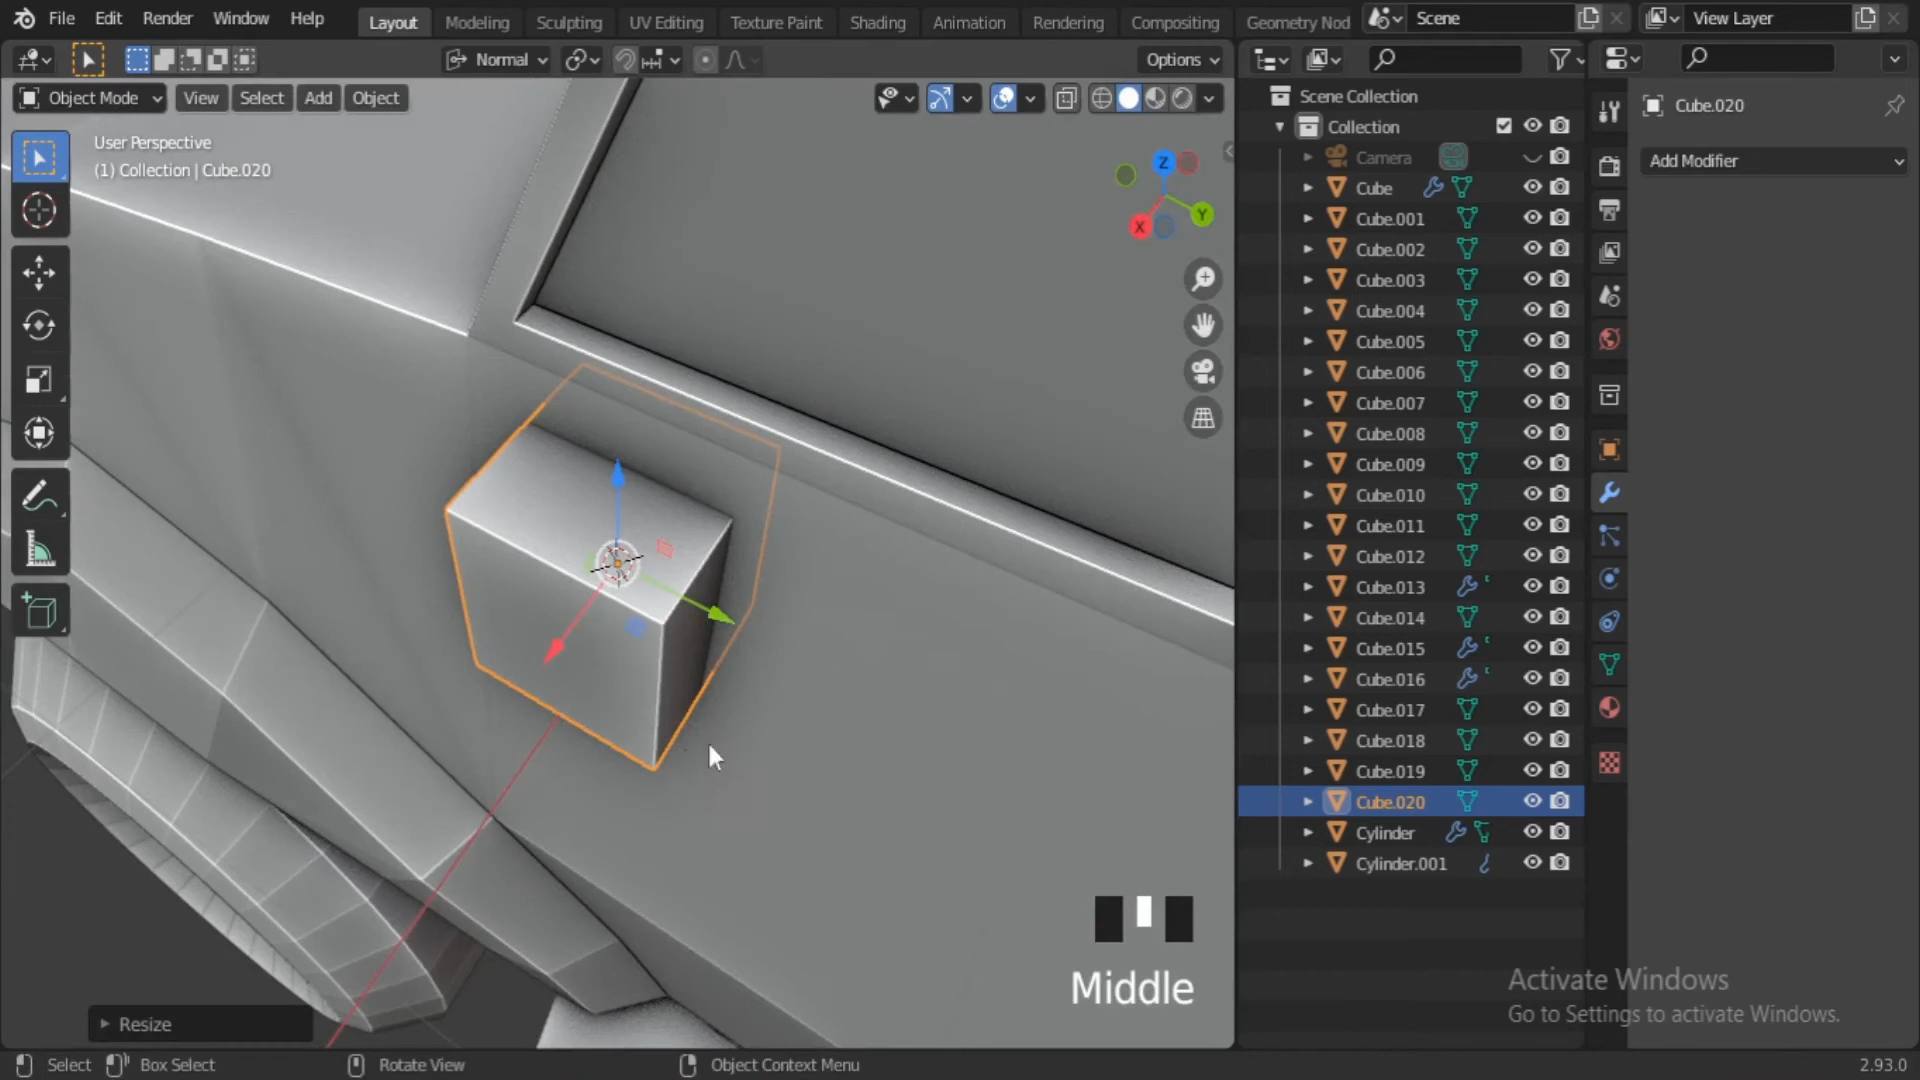 File Edit Render Window Help Layout Modeling Sculpting UV Editing Texture Paint Shading Animation Rendering Compositing Geometry Nod Scene View Layer
Normal Options
Object Mode View Select Add Object
User Perspective
(1) Collection | Cube.020
Z
Y
X
Scene Collection
Collection
Camera
Cube
Cube.001
Cube.002
Cube.003
Cube.004
Cube.005
Cube.006
Cube.007
Cube.008
Cube.009
Cube.010
Cube.011
Cube.012
Cube.013
Cube.014
Cube.015
Cube.016
Cube.017
Cube.018
Cube.019
Cube.020
Cylinder
Cylinder.001
Cube.020
Add Modifier
Middle
Activate Windows
Go to Settings to activate Windows.
Resize
Select Box Select Rotate View Object Context Menu 2.93.0